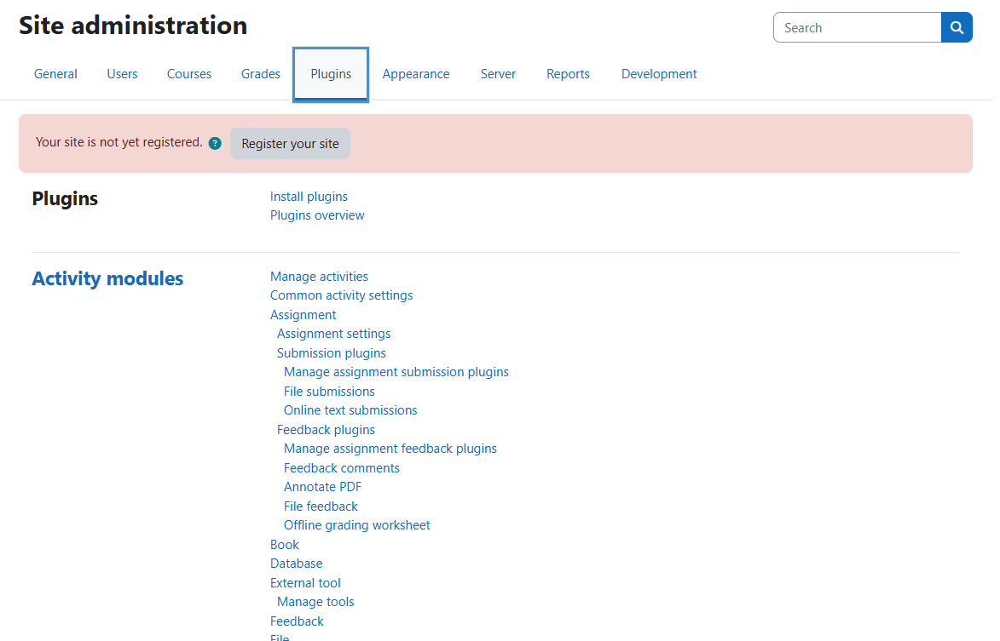 Site administration
Search
General Users Courses Grades Plugins Appearance Server Reports Development
Your site is not yet registered. ? Register your site
Plugins
Install plugins
Plugins overview
Activity modules
Manage activities
Common activity settings
Assignment
Assignment settings
Submission plugins
Manage assignment submission plugins
File submissions
Online text submissions
Feedback plugins
Manage assignment feedback plugins
Feedback comments
Annotate PDF
File feedback
Offline grading worksheet
Book
Database
External tool
Manage tools
Feedback
File